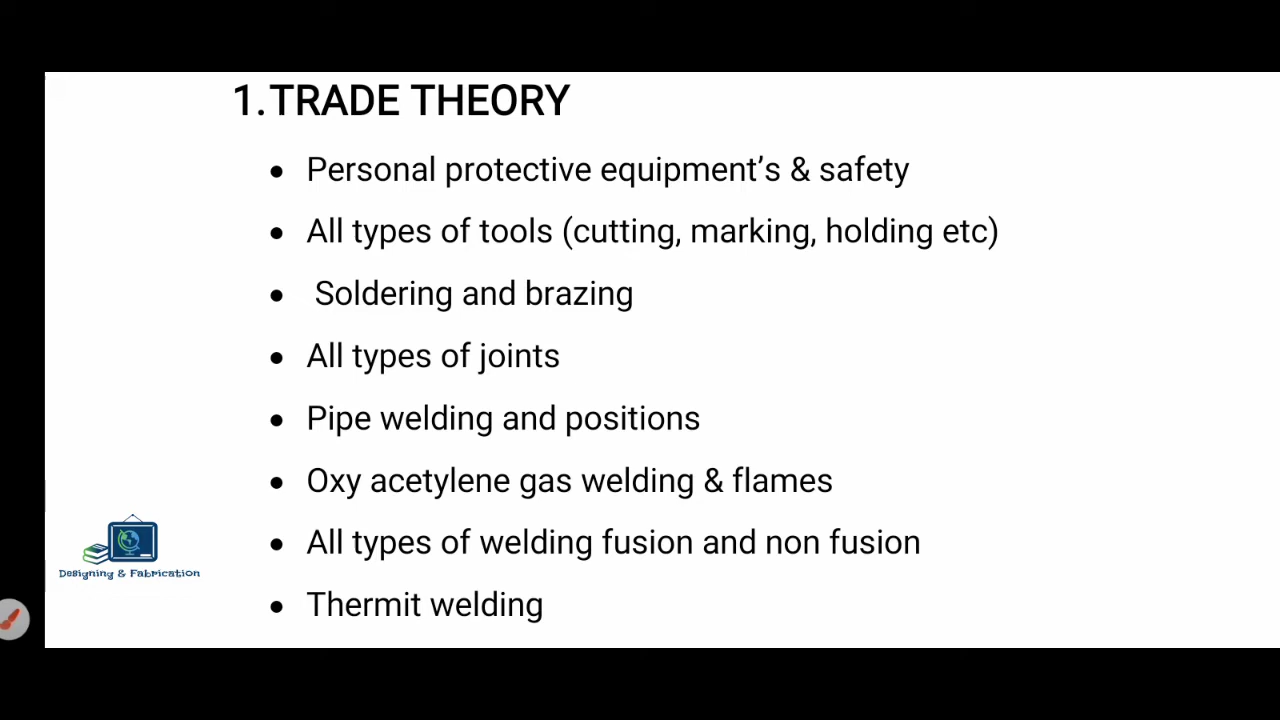 1. TRADE THEORY
• Personal protective equipment’s & safety
• All types of tools (cutting, marking, holding etc)
• Soldering and brazing
• All types of joints
• Pipe welding and positions
• Oxy acetylene gas welding & flames
• All types of welding fusion and non fusion
• Thermit welding
Designing & Fabrication